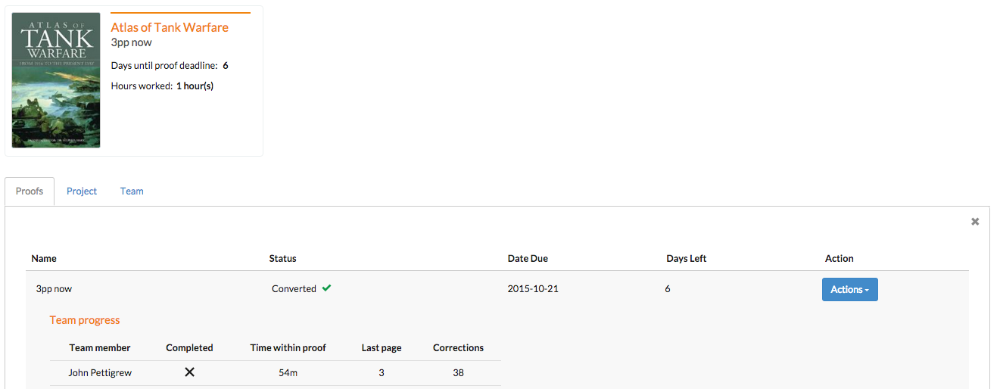 ATLAS OF
TANK
WARFARE
Atlas of Tank Warfare
3pp now
Days until proof deadline: 6
Hours worked: 1 hour(s)
Proofs Project Team
Name Status Date Due Days Left Action
3pp now Converted 2015-10-21 6 Actions
Team progress
Team member Completed Time within proof Last page Corrections
John Pettigrew 54m 3 38